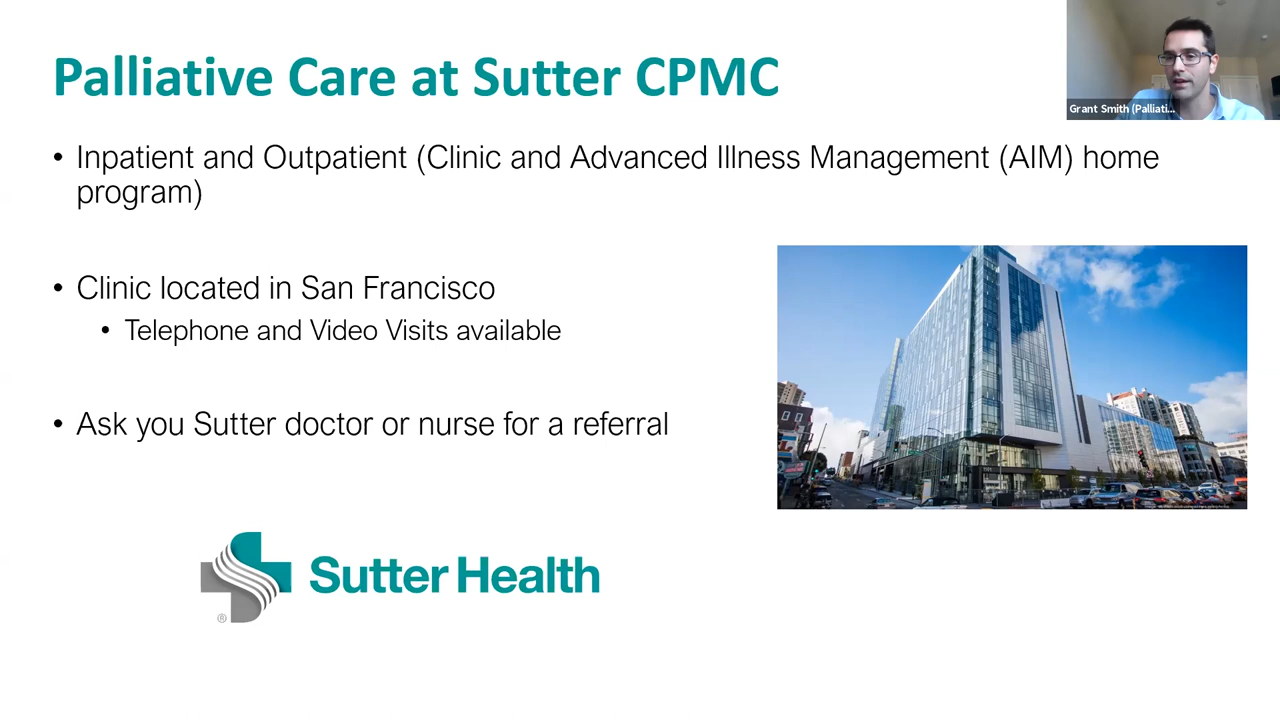 Palliative Care at Sutter CPMC
Grant Smith (Palliati...
• Inpatient and Outpatient (Clinic and Advanced Illness Management (AIM) home
program)
• Clinic located in San Francisco
• Telephone and Video Visits available
• Ask you Sutter doctor or nurse for a referral
Sutter Health
®